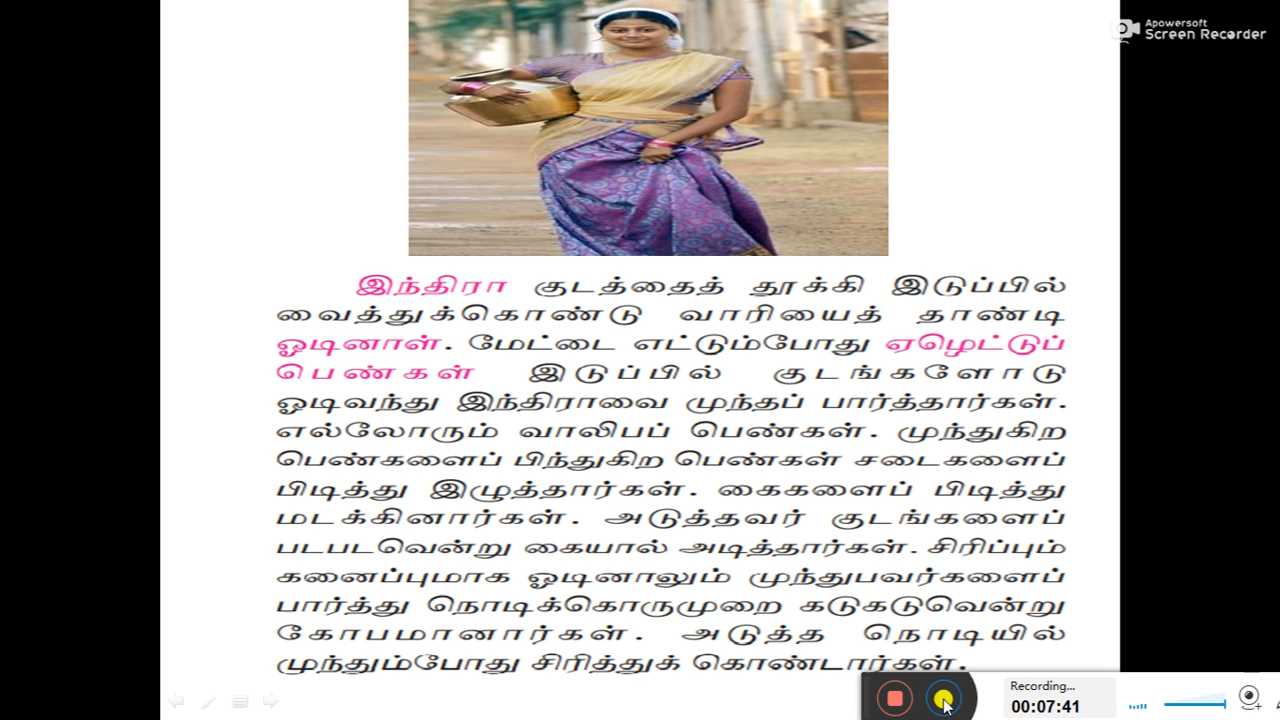 Apowersoft
Screen Recorder
இந்திரா குடத்தைத் தூக்கி இடுப்பில்
வைத்துக்கொண்டு வாரியைத் தாண்டி
ஓடினாள். மேட்டை எட்டும்போது ஏழெட்டுப்
பெண்கள் இடுப்பில் குடங்களோடு
ஓடிவந்து இந்திராவை முந்தப் பார்த்தார்கள்.
எல்லோரும் வாலிபப் பெண்கள். முந்துகிற
பெண்களைப் பிந்துகிற பெண்கள் சடைகளைப்
பிடித்து இழுத்தார்கள். கைகளைப் பிடித்து
மடக்கினார்கள். அடுத்தவர் குடங்களைப்
படபடவென்று கையால் அடித்தார்கள். சிரிப்பும்
கனைப்புமாக ஓடினாலும் முந்துபவர்களைப்
பார்த்து நொடிக்கொருமுறை கடுகடுவென்று
கோபமானார்கள். அடுத்த நொடியில்
முந்தும்போது சிரித்துக் கொண்டார்கள்.
Recording...
00:07:41